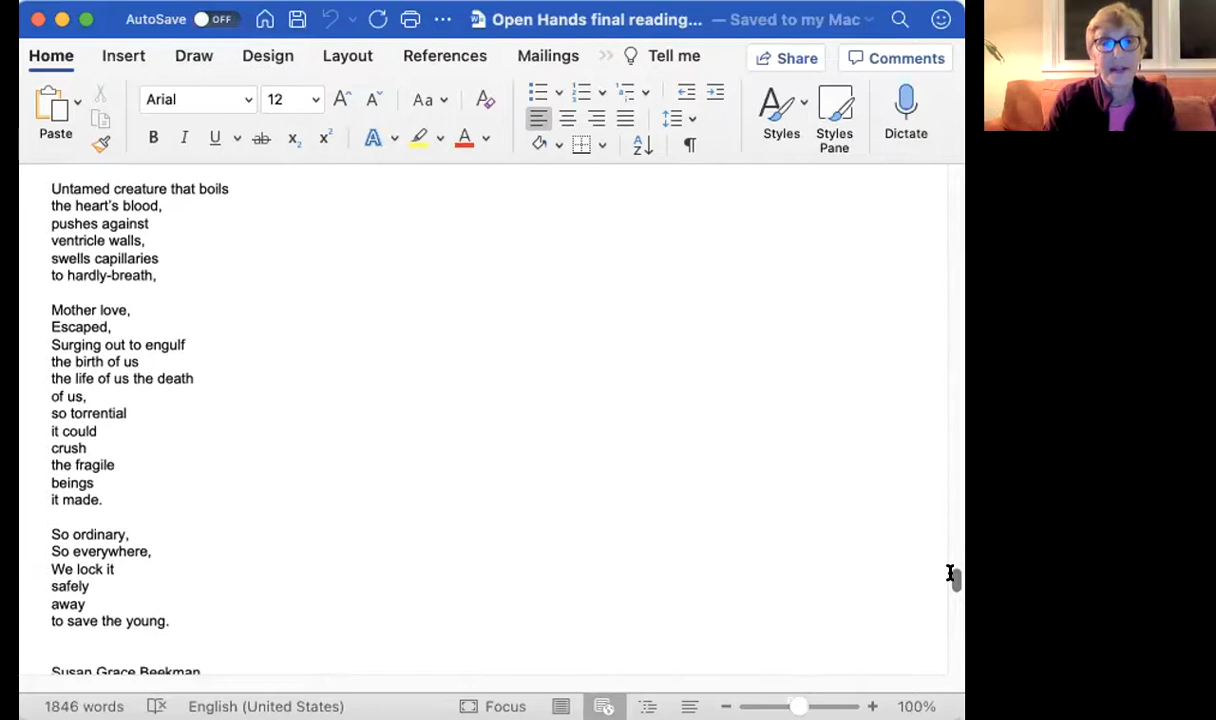 AutoSave OFF Open Hands final reading... — Saved to my Mac
Home Insert Draw Design Layout References Mailings Tell me Share Comments
Arial 12 Aa
Paste Styles Styles Pane Dictate
Untamed creature that boils
the heart's blood,
pushes against
ventricle walls,
swells capillaries
to hardly-breath,
Mother love,
Escaped,
Surging out to engulf
the birth of us
the life of us the death
of us,
so torrential
it could
crush
the fragile
beings
it made.
So ordinary,
So everywhere,
We lock it
safely
away
to save the young.
Susan Grace Beekman
1846 words English (United States) Focus 100%